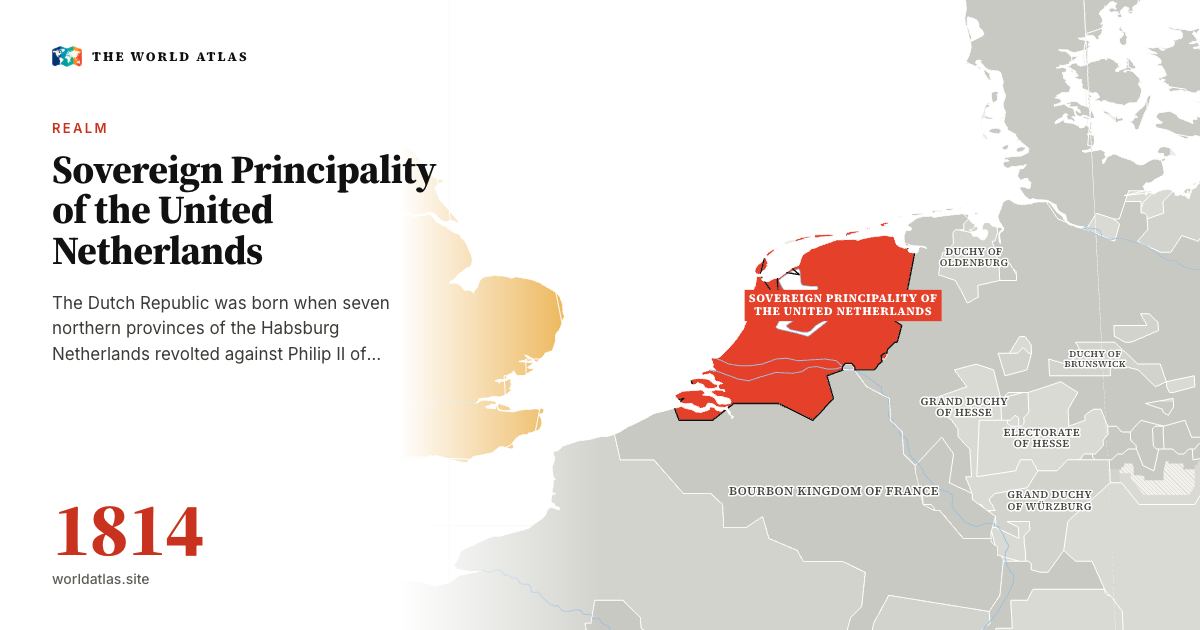 THE WORLD ATLAS
REALM
Sovereign Principality
of the United
Netherlands
The Dutch Republic was born when seven
northern provinces of the Habsburg
Netherlands revolted against Philip II of...
1814
worldatlas.site
DUCHY OF
OLDENBURG
SOVEREIGN PRINCIPALITY OF
THE UNITED NETHERLANDS
DUCHY OF
BRUNSWICK
GRAND DUCHY
OF HESSE
ELECTORATE
OF HESSE
BOURBON KINGDOM OF FRANCE
GRAND DUCHY
OF WÜRZBURG